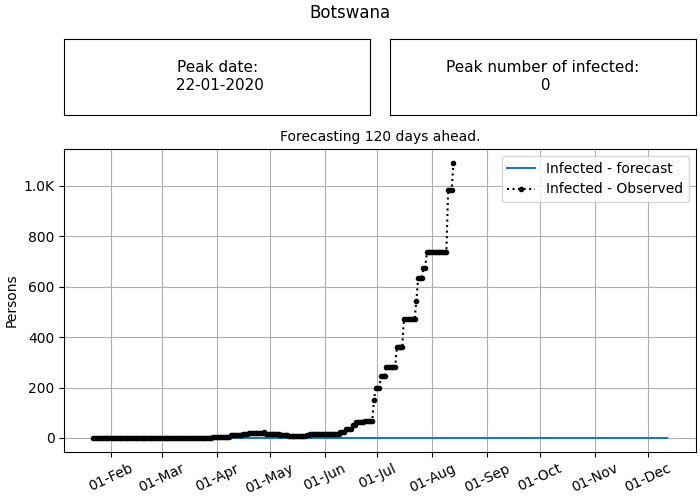 Botswana
Peak date:
22-01-2020
Peak number of infected:
0
Forecasting 120 days ahead.
Infected - forecast
Infected - Observed
1.0K
800
600
400
200
0
Persons
01-Feb
01-Mar
01-Apr
01-May
01-Jun
01-Jul
01-Aug
01-Sep
01-Oct
01-Nov
01-Dec